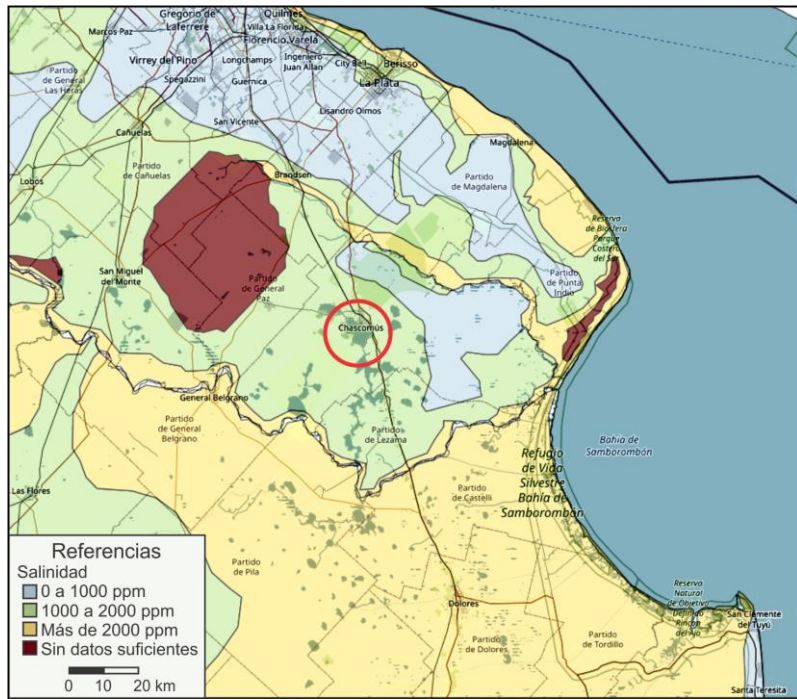 Gregorio de
Laferrere
Quilmes
Marcos Paz
Villa La Florida
Florencio Varela
Virrey del Pino
Longchamps
Ingeniero
Juan Allan
City Bell
Berisso
Partido
de General
Las Heras
Spegazzini
Guernica
La Plata
Lisandro Olmos
San Vicente
Cañuelas
Magdalena
Lobos
Partido
de Cañuelas
Brandsen
Partido
de Magdalena
Reserva
de Biosfera
Parque
Costero
del Sur
San Miguel
del Monte
Partido
de General
Paz
Partido
de Punta
Indio
Chascomús
General Belgrano
Partido
de General
Belgrano
Partido
de Lezama
Bahía de
Samborombón
Refugio
de Vida
Silvestre
Bahía de
Samborombón
Las Flores
Partido
de Castelli
Partido
de Pila
Dolores
Reserva
Natural
de Objetivo
Definido
Rincón
del Ajó
San Clemente
del Tuyú
Partido
de Dolores
Partido
de Tordillo
Santa Teresita
Referencias
Salinidad
0 a 1000 ppm
1000 a 2000 ppm
Más de 2000 ppm
Sin datos suficientes
0 10 20 km